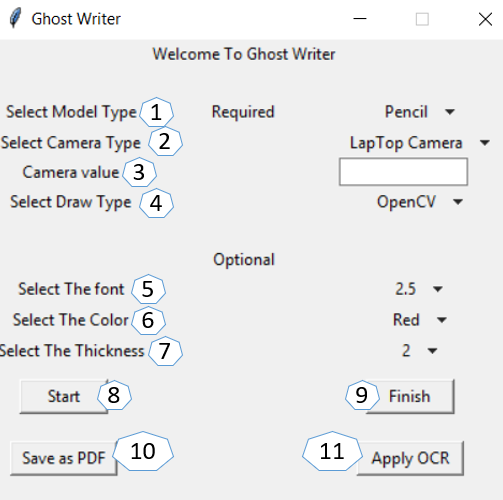 Ghost Writer
Welcome To Ghost Writer
Select Model Type 1 Required Pencil
Select Camera Type 2 LapTop Camera
Camera value 3
Select Draw Type 4 OpenCV
Optional
Select The font 5 2.5
Select The Color 6 Red
Select The Thickness 7 2
Start 8 9 Finish
Save as PDF 10 11 Apply OCR